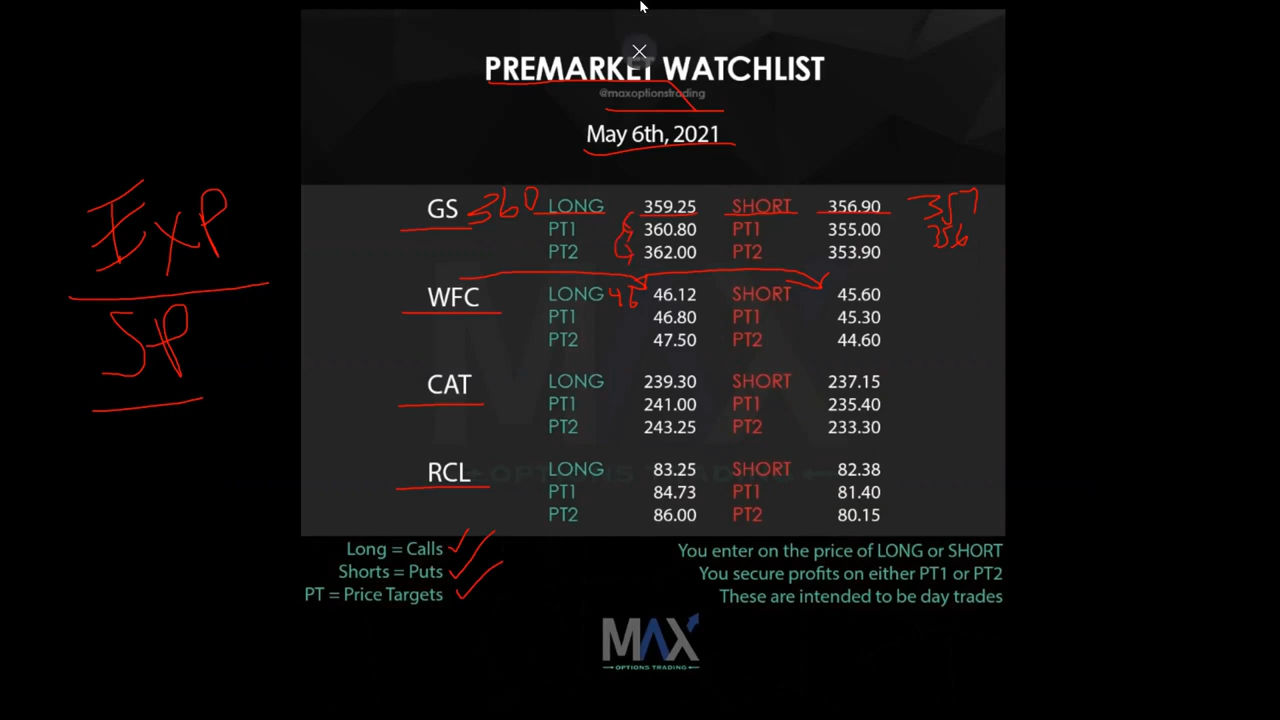 PREMARKET WATCHLIST
@maxoptionstrading
May 6th, 2021
GS 360 LONG 359.25 SHORT 356.90 357
PT1 360.80 PT1 355.00 356
PT2 362.00 PT2 353.90
WFC LONG 46 46.12 SHORT 45.60
PT1 46.80 PT1 45.30
PT2 47.50 PT2 44.60
CAT LONG 239.30 SHORT 237.15
PT1 241.00 PT1 235.40
PT2 243.25 PT2 233.30
RCL LONG 83.25 SHORT 82.38
PT1 84.73 PT1 81.40
PT2 86.00 PT2 80.15
Exp
SP
Long = Calls
Shorts = Puts
PT = Price Targets
You enter on the price of LONG or SHORT
You secure profits on either PT1 or PT2
These are intended to be day trades
MAX
OPTIONS TRADING